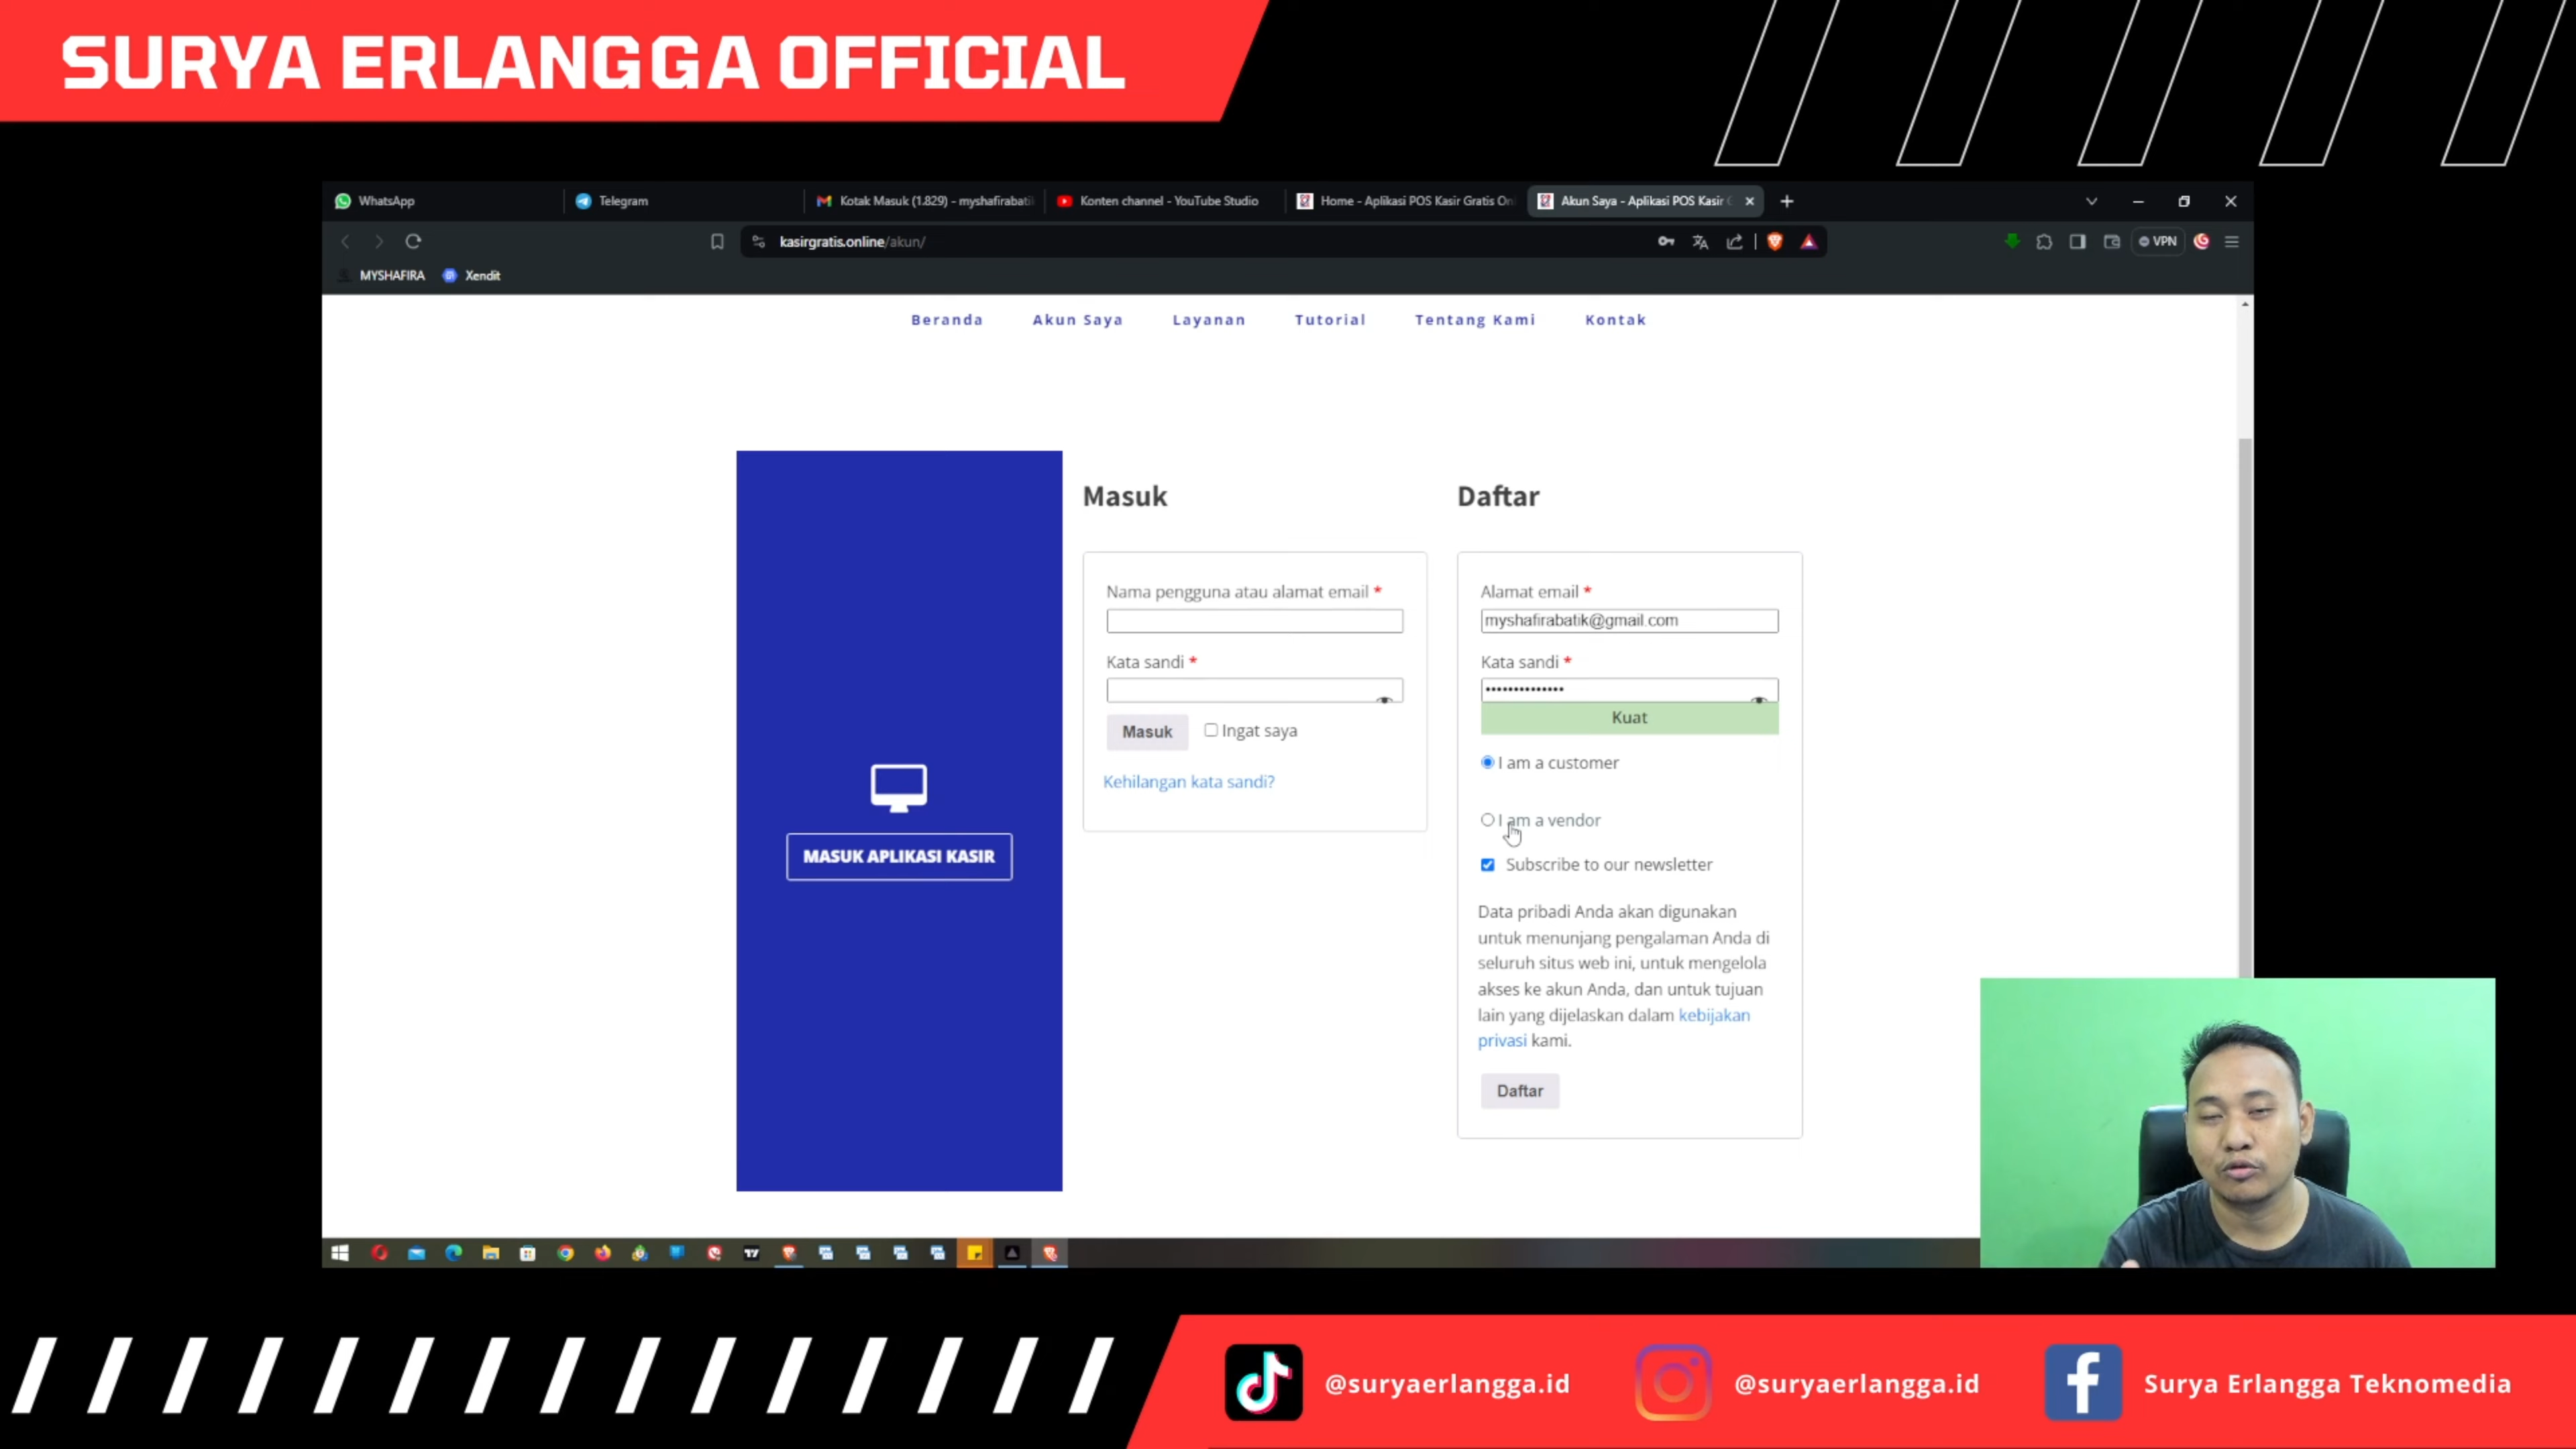 SURYA ERLANGGA OFFICIAL
WhatsApp
Telegram
Kotak Masuk (1.829) - myshafirabati
Konten channel - YouTube Studio
Home - Aplikasi POS Kasir Gratis On
Akun Saya - Aplikasi POS Kasir
kasirgratis.online/akun/
VPN
MYSHAFIRA
Xendit
Beranda
Akun Saya
Layanan
Tutorial
Tentang Kami
Kontak
MASUK APLIKASI KASIR
Masuk
Nama pengguna atau alamat email *
Kata sandi *
Masuk
Ingat saya
Kehilangan kata sandi?
Daftar
Alamat email *
myshafirabatik@gmail.com
Kata sandi *
••••••••••••••
Kuat
I am a customer
I am a vendor
Subscribe to our newsletter
Data pribadi Anda akan digunakan
untuk menunjang pengalaman Anda di
seluruh situs web ini, untuk mengelola
akses ke akun Anda, dan untuk tujuan
lain yang dijelaskan dalam kebijakan
privasi kami.
Daftar
@suryaerlangga.id
@suryaerlangga.id
Surya Erlangga Teknomedia